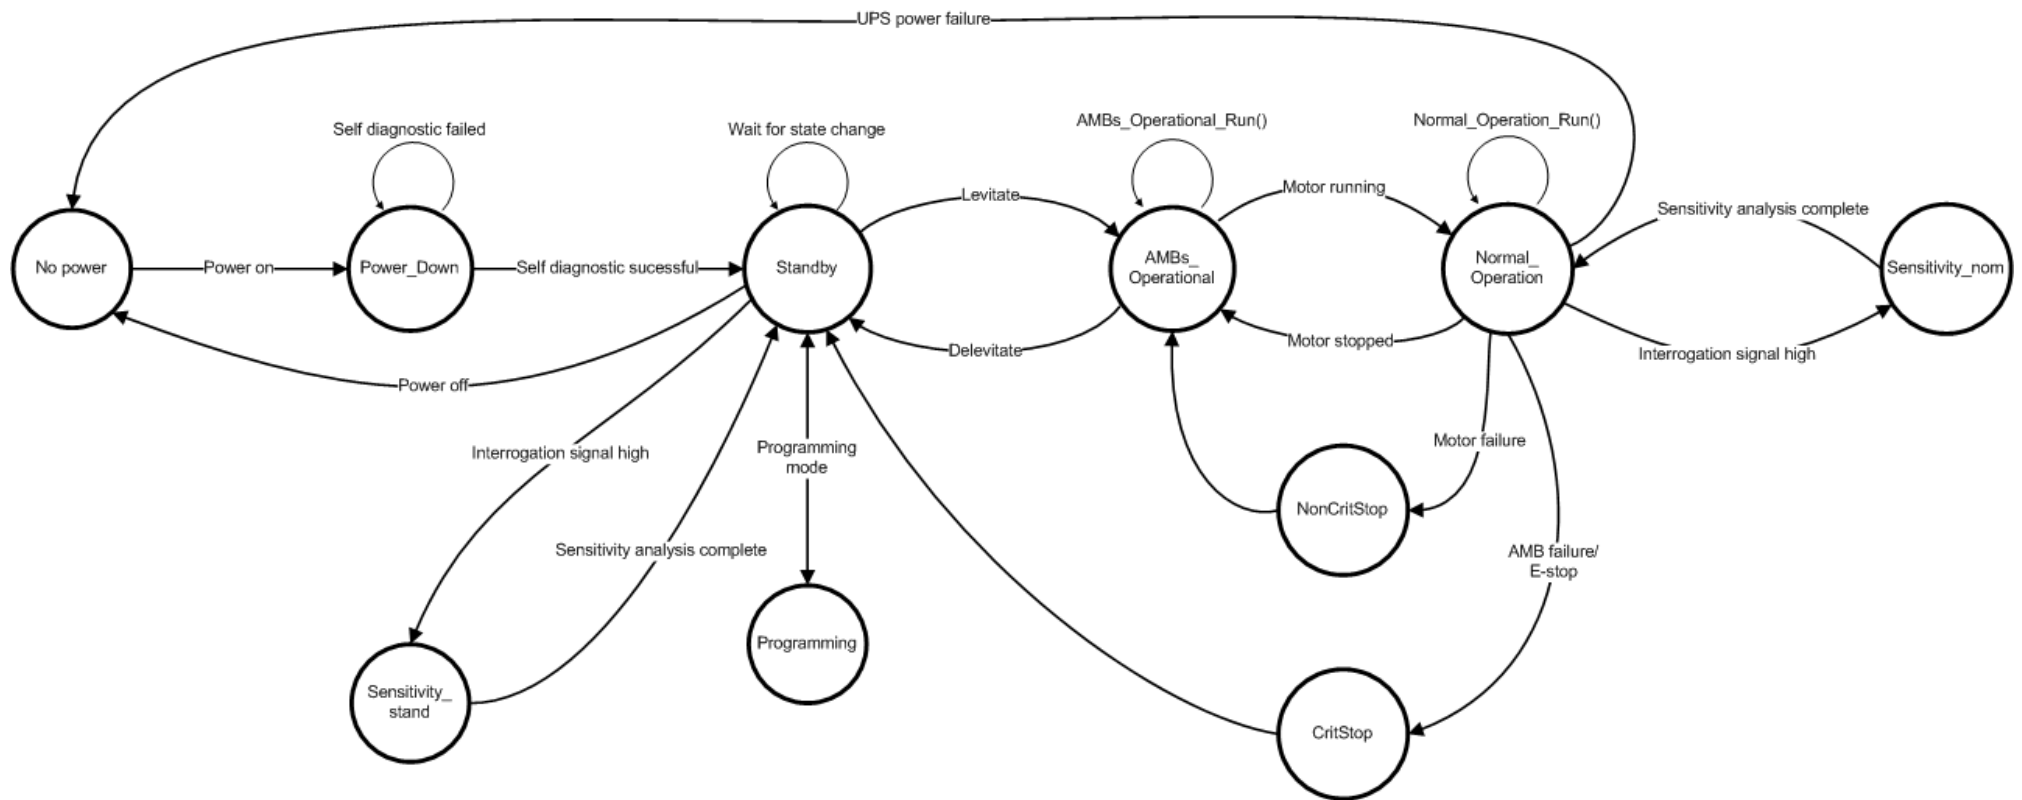 UPS power failure
Self diagnostic failed
Wait for state change
AMBs_Operational_Run()
Normal_Operation_Run()
Levitate
Motor running
Sensitivity analysis complete
No power
Power on
Power_Down
Self diagnostic sucessful
Standby
AMBs_
Operational
Normal_
Operation
Sensitivity_nom
Motor stopped
Delevitate
Interrogation signal high
Power off
Interrogation signal high
Programming
mode
Motor failure
NonCritStop
Sensitivity analysis complete
AMB failure/
E-stop
Programming
Sensitivity_
stand
CritStop